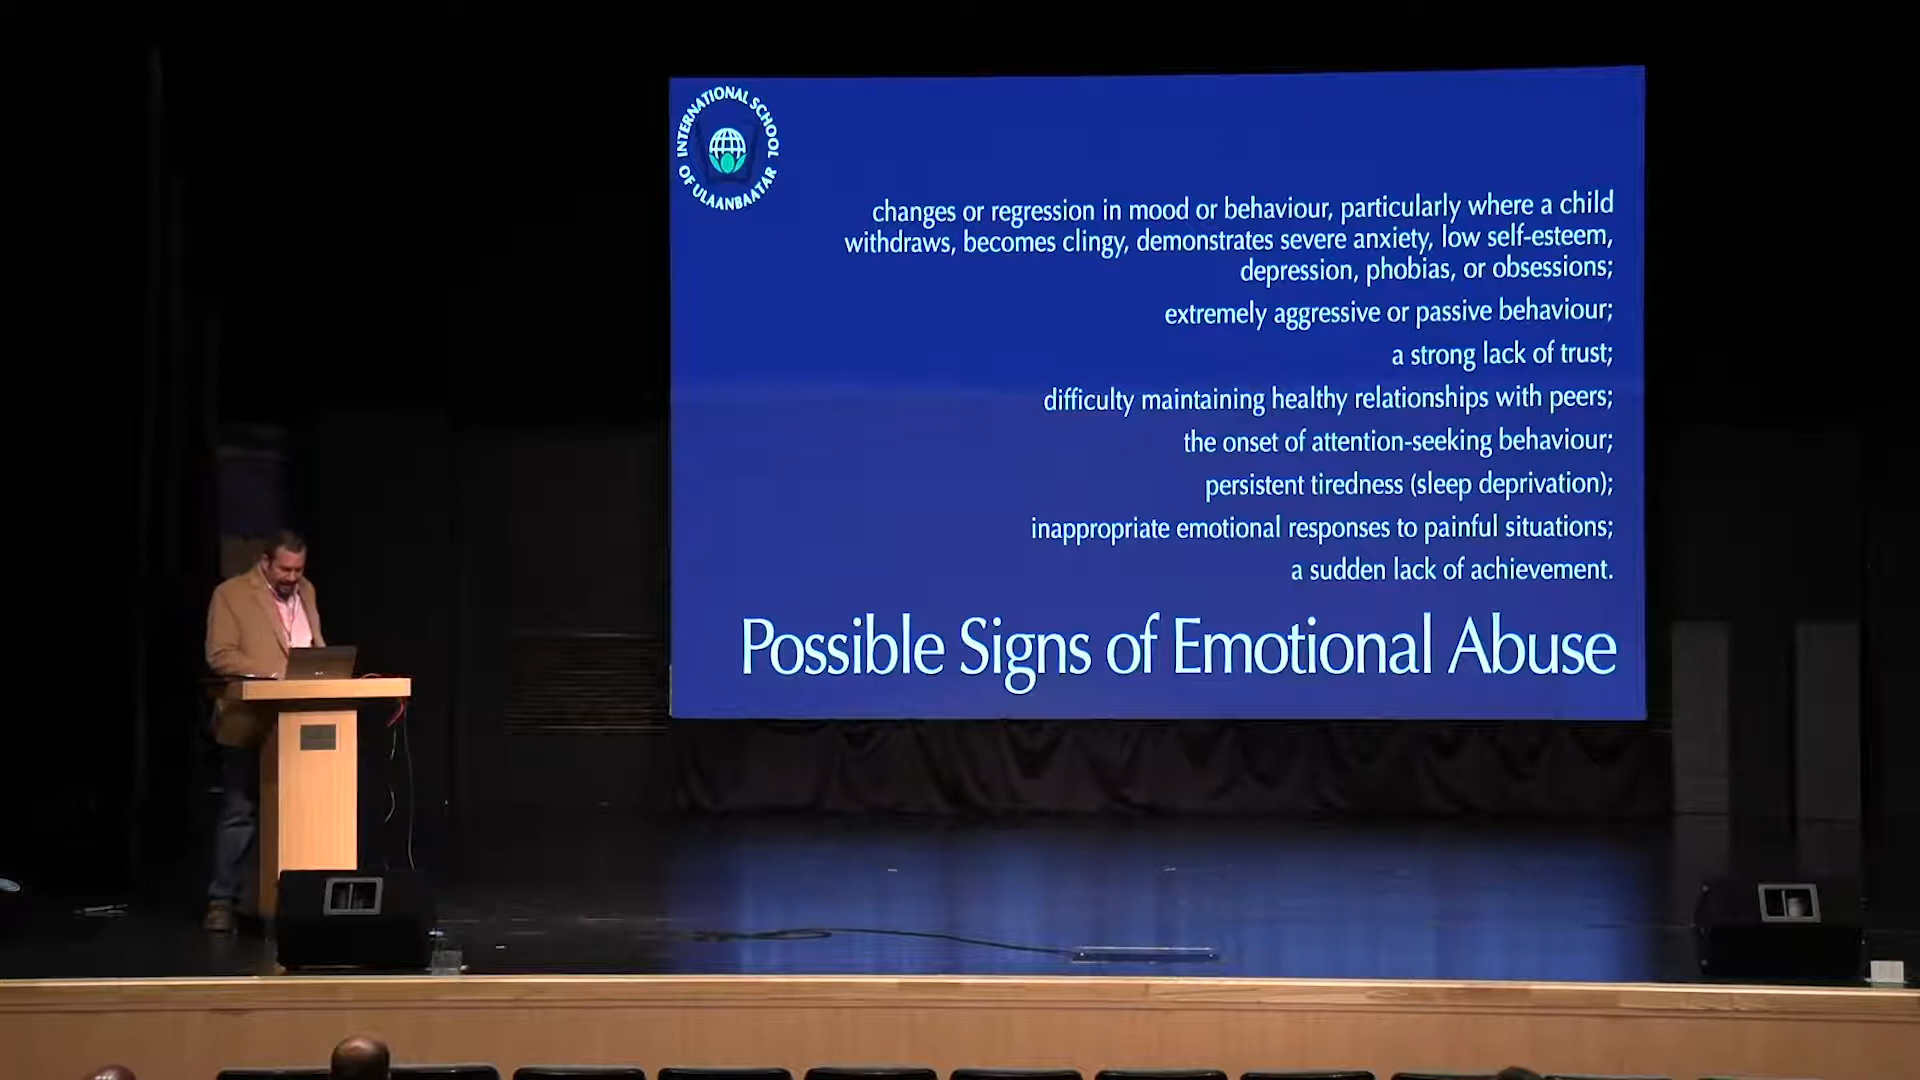 INTERNATIONAL SCHOOL
OF ULAANBAATAR
changes or regression in mood or behaviour, particularly where a child
withdraws, becomes clingy, demonstrates severe anxiety, low self-esteem,
depression, phobias, or obsessions;
extremely aggressive or passive behaviour;
a strong lack of trust;
difficulty maintaining healthy relationships with peers;
the onset of attention-seeking behaviour;
persistent tiredness (sleep deprivation);
inappropriate emotional responses to painful situations;
a sudden lack of achievement.
Possible Signs of Emotional Abuse